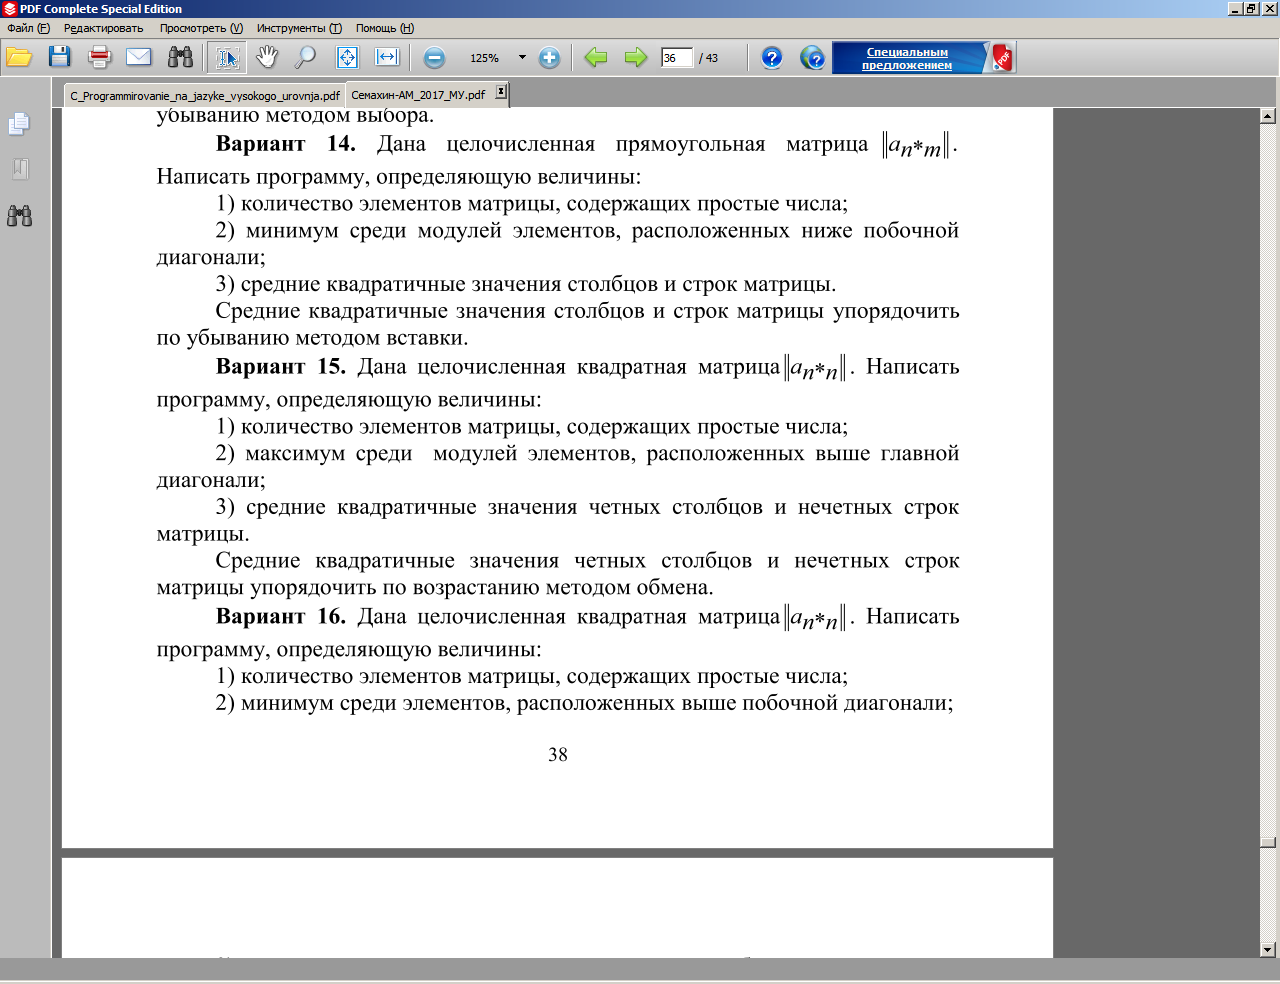 PDF Complete Special Edition
Файл (F) Редактировать Просмотреть (V) Инструменты (T) Помощь (H)
125% 36 / 43 Специальным предложением PDF
C_Programmirovanie_na_jazyke_vysokogo_urovnja.pdf Семахин-АМ_2017_МУ.pdf
убыванию методом выбора.
Вариант 14. Дана целочисленная прямоугольная матрица ‖aₙ*ₘ‖.
Написать программу, определяющую величины:
1) количество элементов матрицы, содержащих простые числа;
2) минимум среди модулей элементов, расположенных ниже побочной
диагонали;
3) средние квадратичные значения столбцов и строк матрицы.
Средние квадратичные значения столбцов и строк матрицы упорядочить
по убыванию методом вставки.
Вариант 15. Дана целочисленная квадратная матрица‖aₙ*ₙ‖. Написать
программу, определяющую величины:
1) количество элементов матрицы, содержащих простые числа;
2) максимум среди модулей элементов, расположенных выше главной
диагонали;
3) средние квадратичные значения четных столбцов и нечетных строк
матрицы.
Средние квадратичные значения четных столбцов и нечетных строк
матрицы упорядочить по возрастанию методом обмена.
Вариант 16. Дана целочисленная квадратная матрица‖aₙ*ₙ‖. Написать
программу, определяющую величины:
1) количество элементов матрицы, содержащих простые числа;
2) минимум среди элементов, расположенных выше побочной диагонали;
38